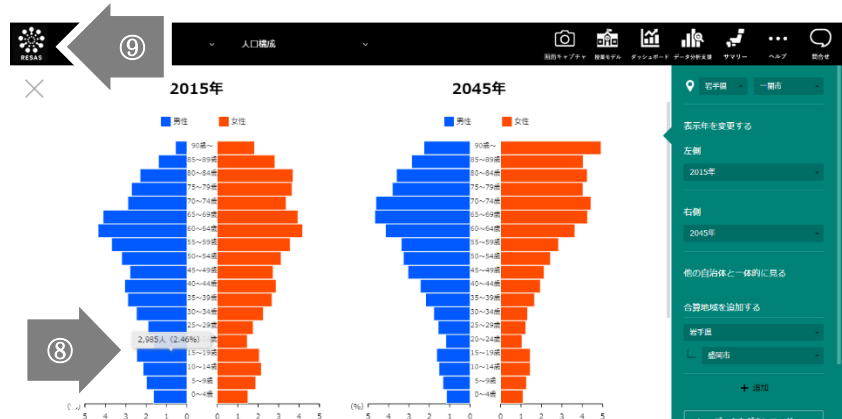 RESAS
⑨
人口構成
画面キャプチャ
授業モデル
ダッシュボード
データ分析支援
サマリー
ヘルプ
問合せ
2015年
男性
女性
90歳～
85～89歳
80～84歳
75～79歳
70～74歳
65～69歳
60～64歳
55～59歳
50～54歳
45～49歳
40～44歳
35～39歳
30～34歳
25～29歳
2,985人 (2.46%)
15～19歳
10～14歳
5～9歳
0～4歳
5 4 3 2 1 0 0 1 2 3 4 5
⑧
2045年
男性
女性
90歳～
85～89歳
80～84歳
75～79歳
70～74歳
65～69歳
60～64歳
55～59歳
50～54歳
45～49歳
40～44歳
35～39歳
30～34歳
25～29歳
20～24歳
15～19歳
10～14歳
5～9歳
0～4歳
(%)
5 4 3 2 1 0 0 1 2 3 4 5
岩手県
一関市
表示年を変更する
左側
2015年
右側
2045年
他の自治体と一体的に見る
合算地域を追加する
岩手県
盛岡市
＋ 追加